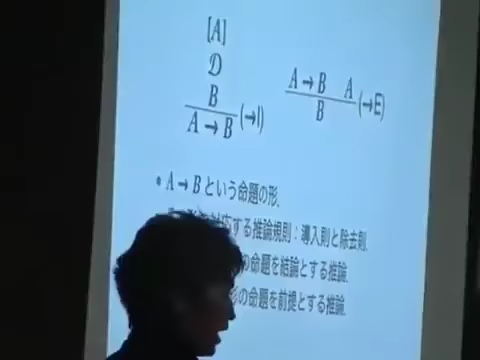 [A]
𝒟
B
A → B (→I)
A → B A
B (→E)
• A → B という命題の形.
対応する推論規則：導入則と除去則.
の命題を結論とする推論.
の命題を前提とする推論.